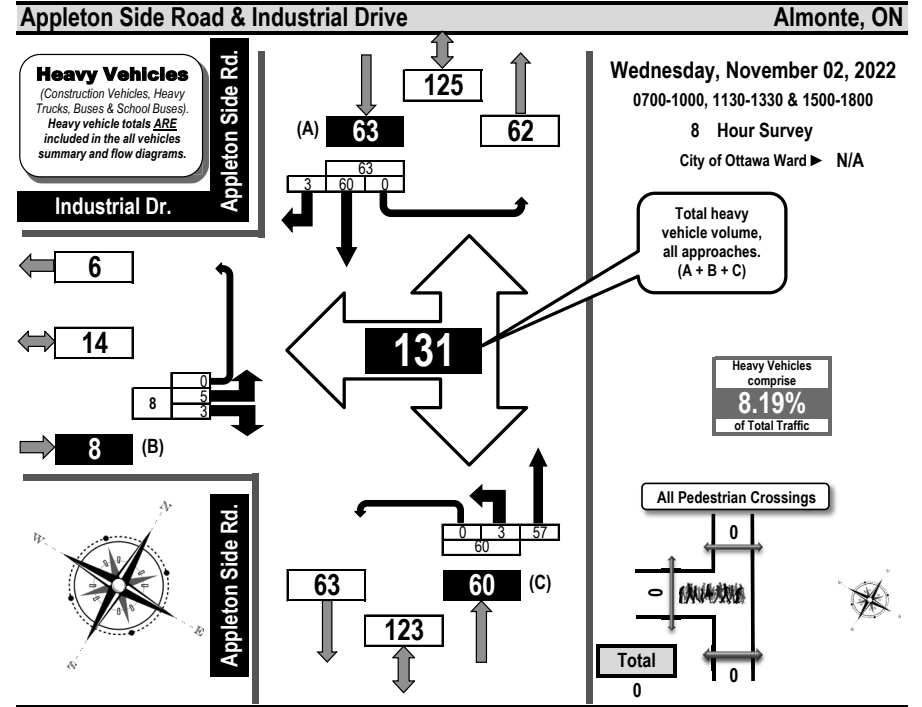 Appleton Side Road & Industrial Drive
Almonte, ON
Heavy Vehicles
(Construction Vehicles, Heavy
Trucks, Buses & School Buses).
Heavy vehicle totals ARE
included in the all vehicles
summary and flow diagrams.
Appleton Side Rd.
Industrial Dr.
125
(A)
63
62
63
3
60
0
Wednesday, November 02, 2022
0700-1000, 1130-1330 & 1500-1800
8 Hour Survey
City of Ottawa Ward ► N/A
Total heavy
vehicle volume,
all approaches.
(A + B + C)
6
14
131
0
5
3
8
8
(B)
Heavy Vehicles
comprise
8.19%
of Total Traffic
N
W
E
S
Appleton Side Rd.
0
3
57
60
63
60
(C)
123
All Pedestrian Crossings
0
0
0
Total
0